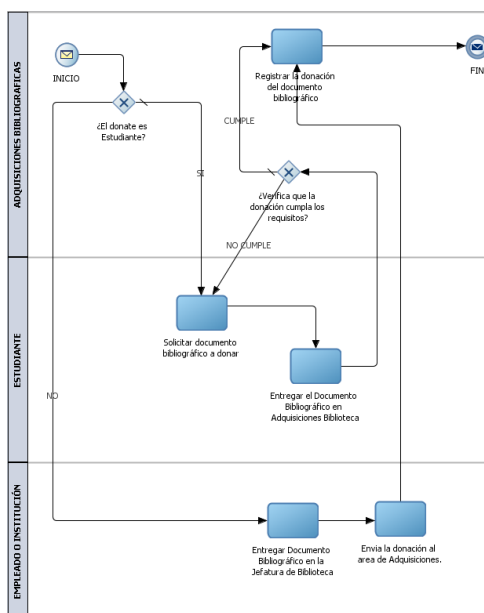 ADQUISICIONES BIBLIOGRAFICAS
INICIO
¿El donate es
Estudiante?
Registrar la donación
del documento
bibliográfico
FIN
CUMPLE
SI
¿Verifica que la
donación cumpla los
requisitos?
NO CUMPLE
ESTUDIANTE
Solicitar documento
bibliográfico a donar
Entregar el Documento
Bibliográfico en
Adquisiciones Biblioteca
NO
EMPLEADO O INSTITUCIÓN
Entregar Documento
Bibliográfico en la
Jefatura de Biblioteca
Envia la donación al
area de Adquisiciones.